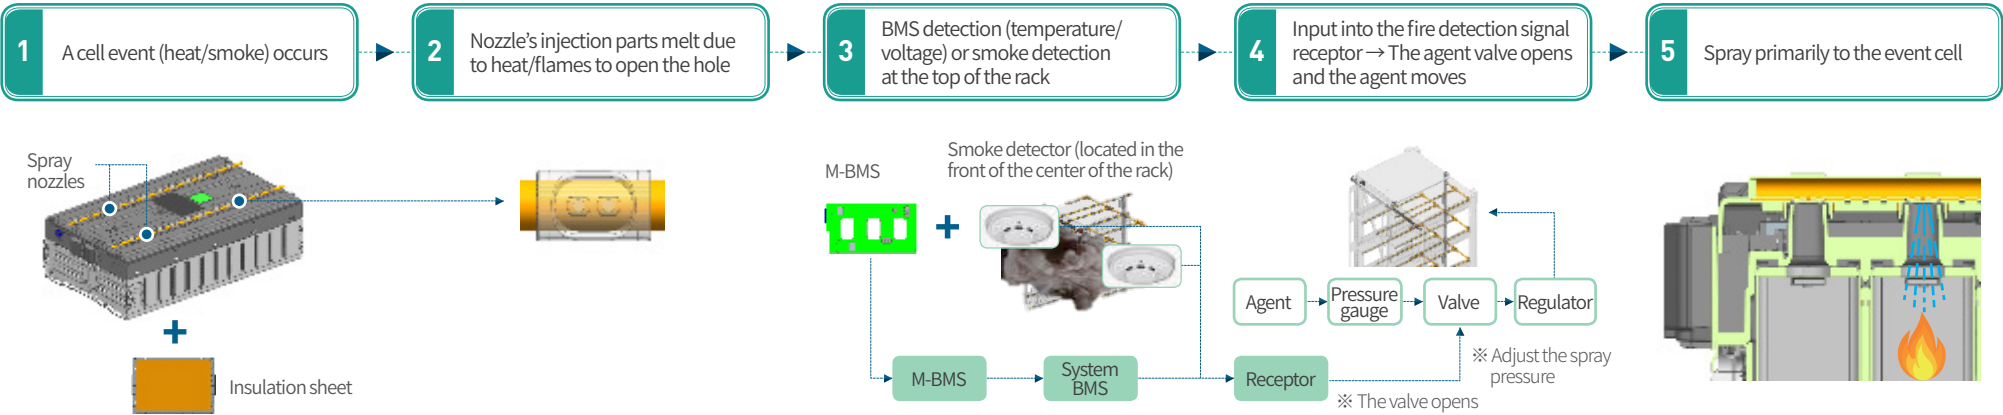 1
A cell event (heat/smoke) occurs
2
Nozzle's injection parts melt due
to heat/flames to open the hole
3
BMS detection (temperature/
voltage) or smoke detection
at the top of the rack
4
Input into the fire detection signal
receptor → The agent valve opens
and the agent moves
5
Spray primarily to the event cell
Spray
nozzles
+
Insulation sheet
M-BMS
+
Smoke detector (located in the
front of the center of the rack)
M-BMS
System
BMS
Receptor
※ The valve opens
Agent
Pressure
gauge
Valve
Regulator
※ Adjust the spray
pressure